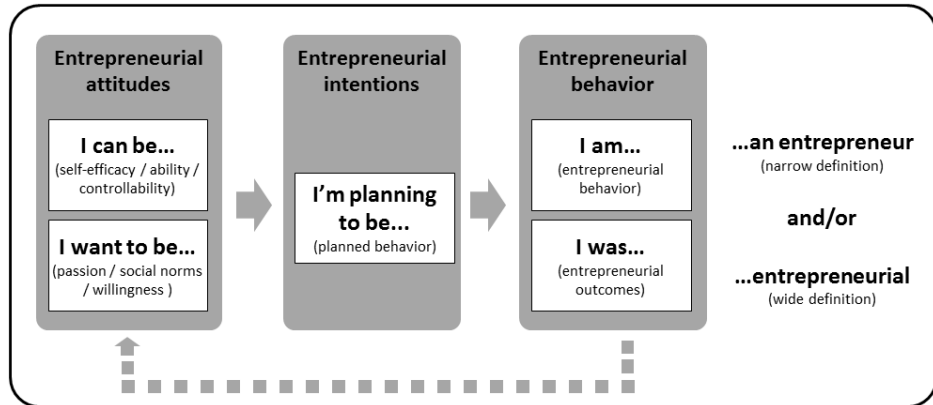 Entrepreneurial
attitudes
I can be...
(self-efficacy / ability /
controllability)
I want to be...
(passion / social norms
/ willingness )
Entrepreneurial
intentions
I'm planning
to be...
(planned behavior)
Entrepreneurial
behavior
I am...
(entrepreneurial
behavior)
I was...
(entrepreneurial
outcomes)
...an entrepreneur
(narrow definition)
and/or
...entrepreneurial
(wide definition)